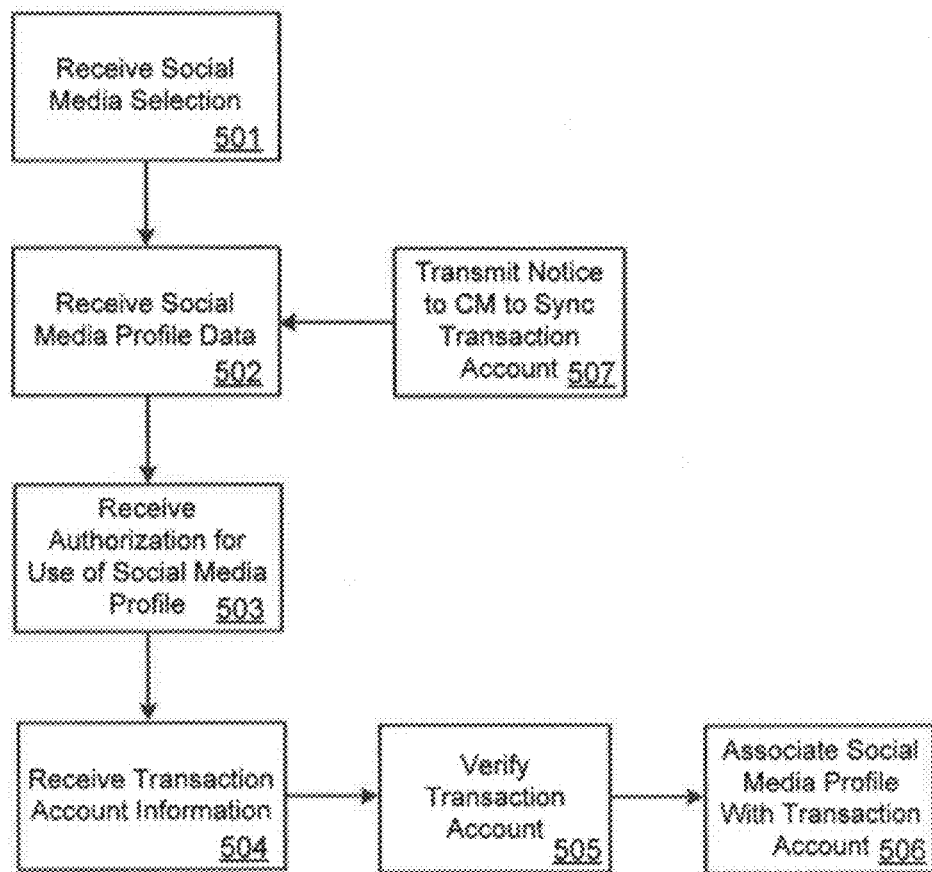 Receive Social
Media Selection
501
Receive Social
Media Profile Data
502
Transmit Notice
to CM to Sync
Transaction
Account 507
Receive
Authorization for
Use of Social Media
Profile 503
Receive Transaction
Account Information
504
Verify
Transaction
Account
505
Associate Social
Media Profile
With Transaction
Account 506